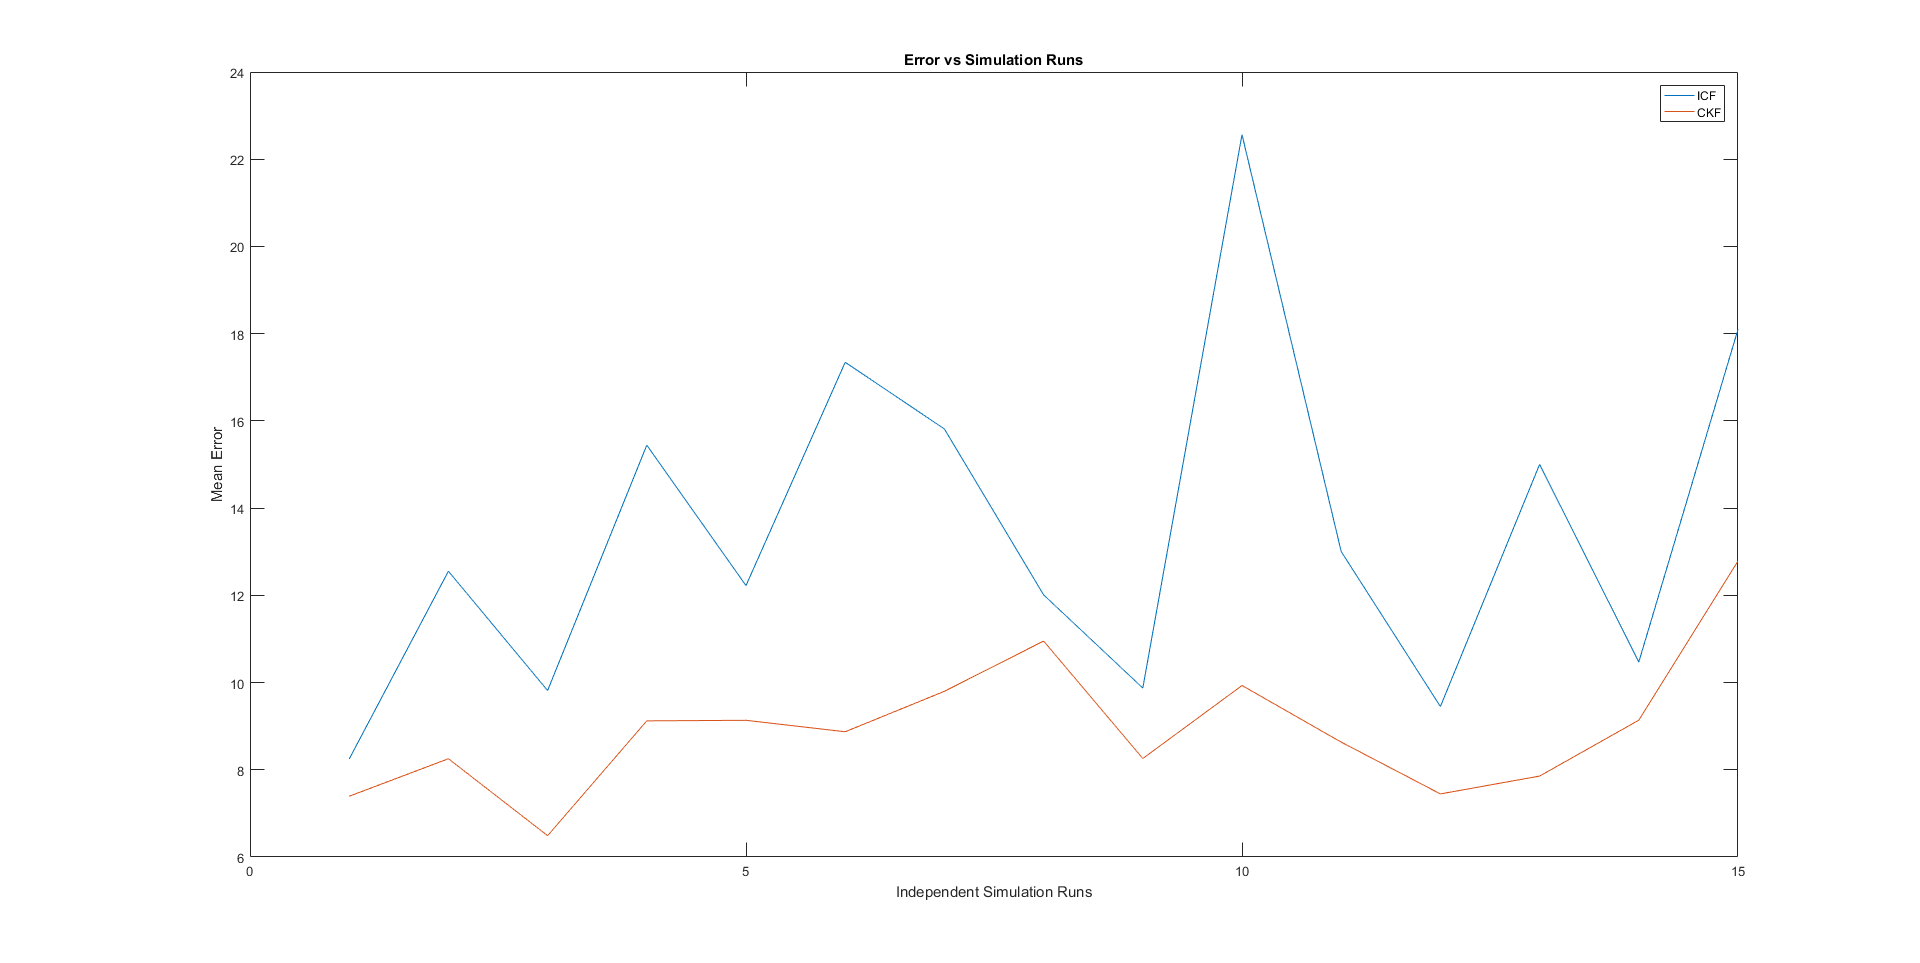 Error vs Simulation Runs
24
22
20
18
16
14
12
10
8
6
Mean Error
ICF
CKF
0 5 10 15
Independent Simulation Runs